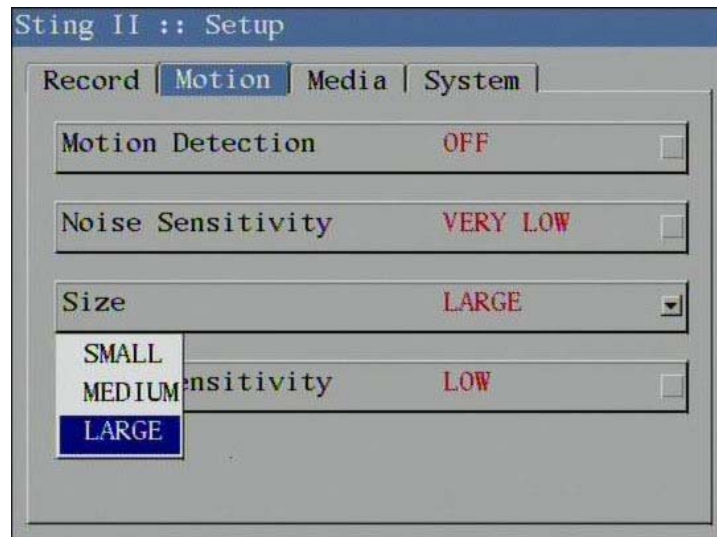 Sting II :: Setup
Record | Motion | Media | System
Motion Detection OFF
Noise Sensitivity VERY LOW
Size LARGE
SMALL
MEDIUM
LARGE
ensitivity LOW